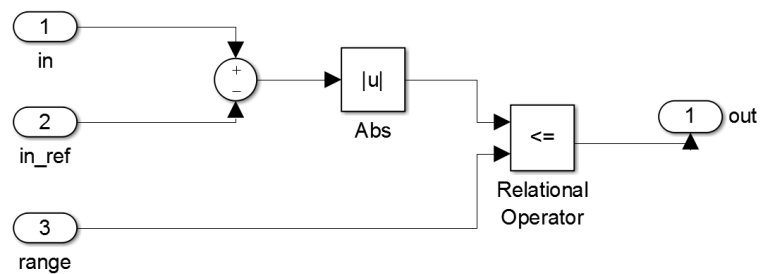 1
in
+
−
|u|
Abs
2
in_ref
<=
Relational
Operator
1
out
3
range